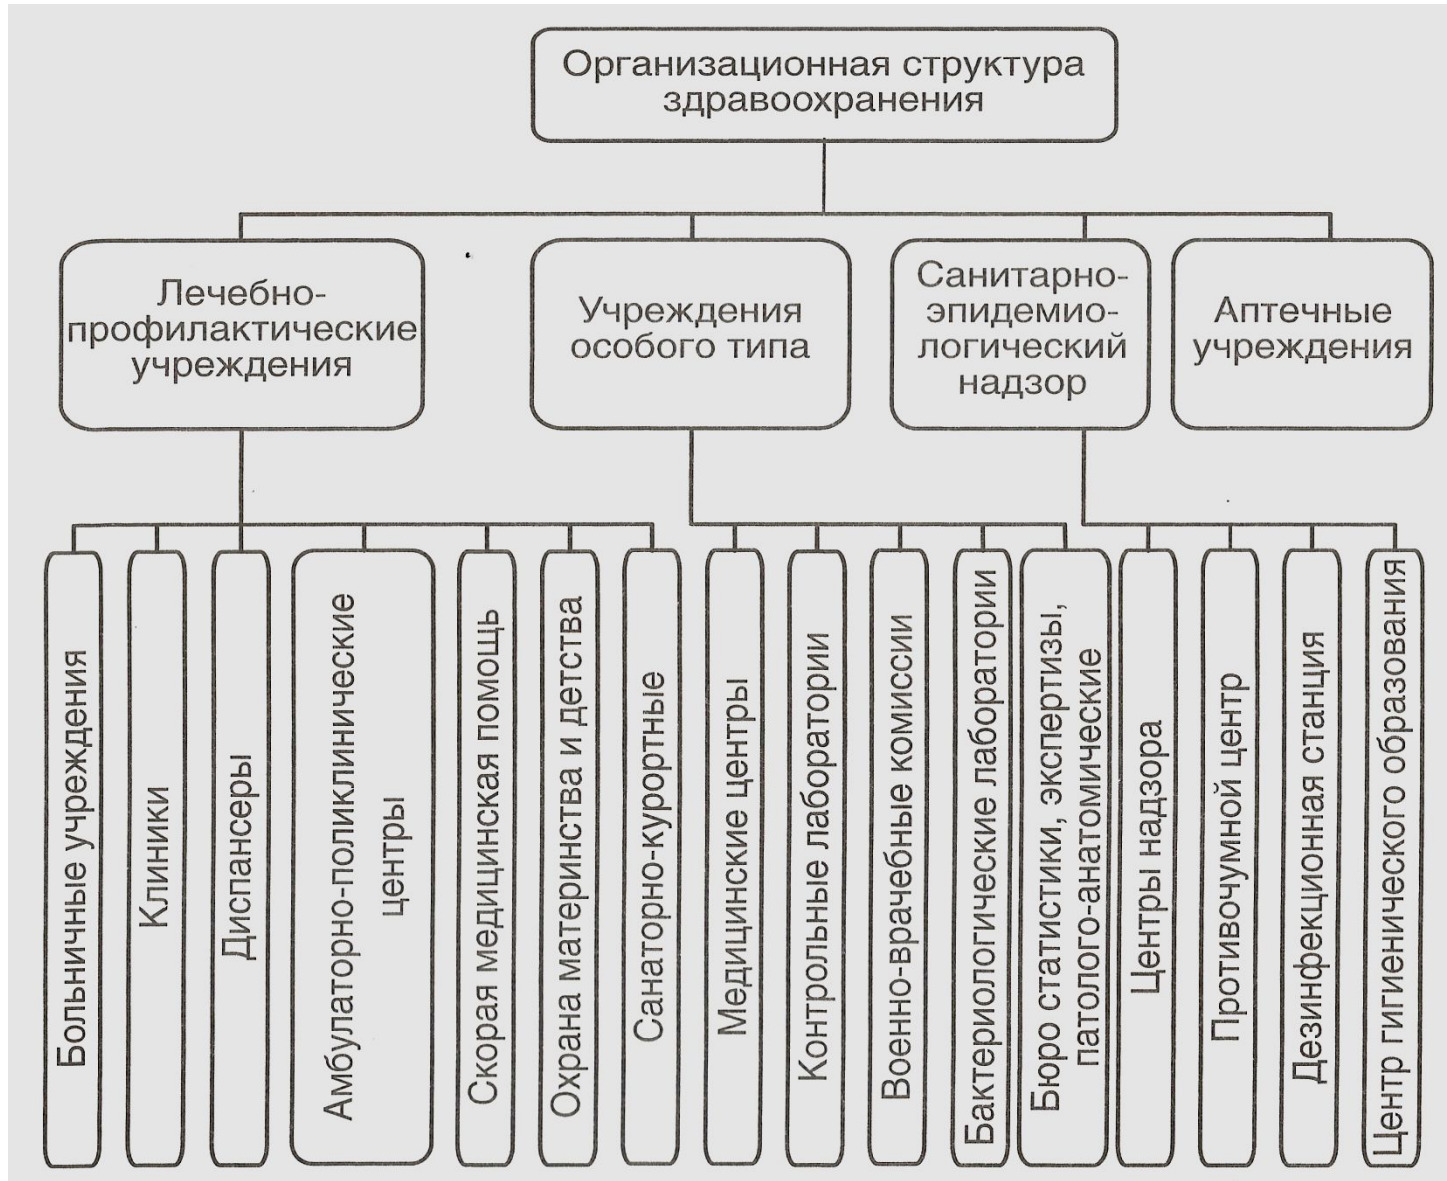 Организационная структура
здравоохранения
Лечебно-
профилактические
учреждения
Учреждения
особого типа
Санитарно-
эпидемио-
логический
надзор
Аптечные
учреждения
Больничные учреждения
Клиники
Диспансеры
Амбулаторно-поликлинические
центры
Скорая медицинская помощь
Охрана материнства и детства
Санаторно-курортные
Медицинские центры
Контрольные лаборатории
Военно-врачебные комиссии
Бактериологические лаборатории
Бюро статистики, экспертизы,
патолого-анатомические
Центры надзора
Противочумной центр
Дезинфекционная станция
Центр гигиенического образования